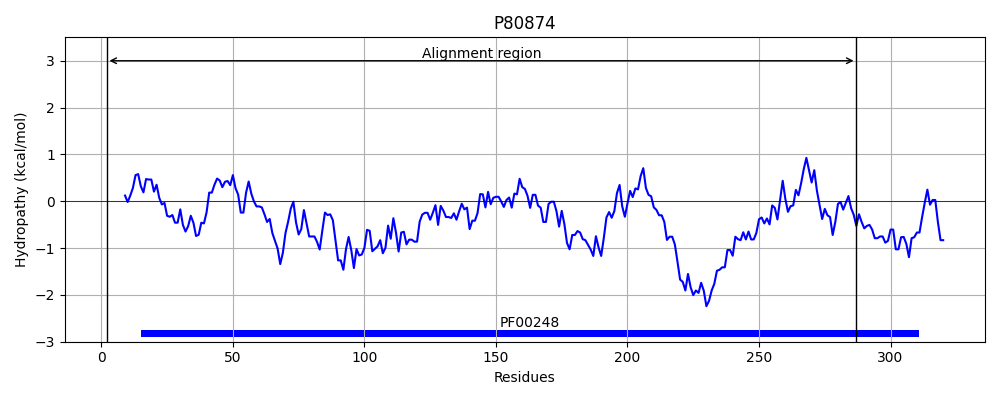 P80874
Alignment region
3
2
1
0
−1
−2
−3
Hydropathy (kcal/mol)
PF00248
0 50 100 150 200 250 300
Residues